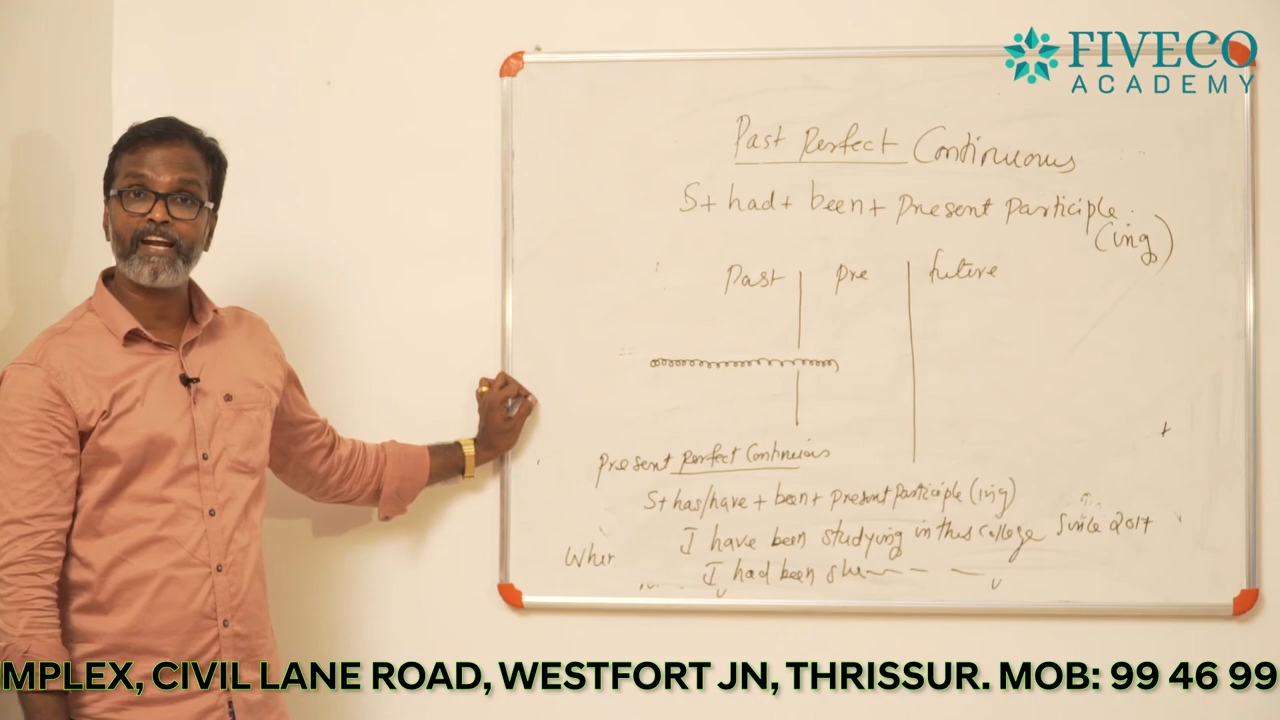 FIVECO
ACADEMY
Past Perfect Continuous
S+ had+ been+ Present Participle.
(ing)
Past Pre future
Present Perfect Continuous
S+ has/have + been+ Present Participle (ing)
I have been studying in this College Since 2017
Wher
I had been
MPLEX, CIVIL LANE ROAD, WESTFORT JN, THRISSUR. MOB: 99 46 99